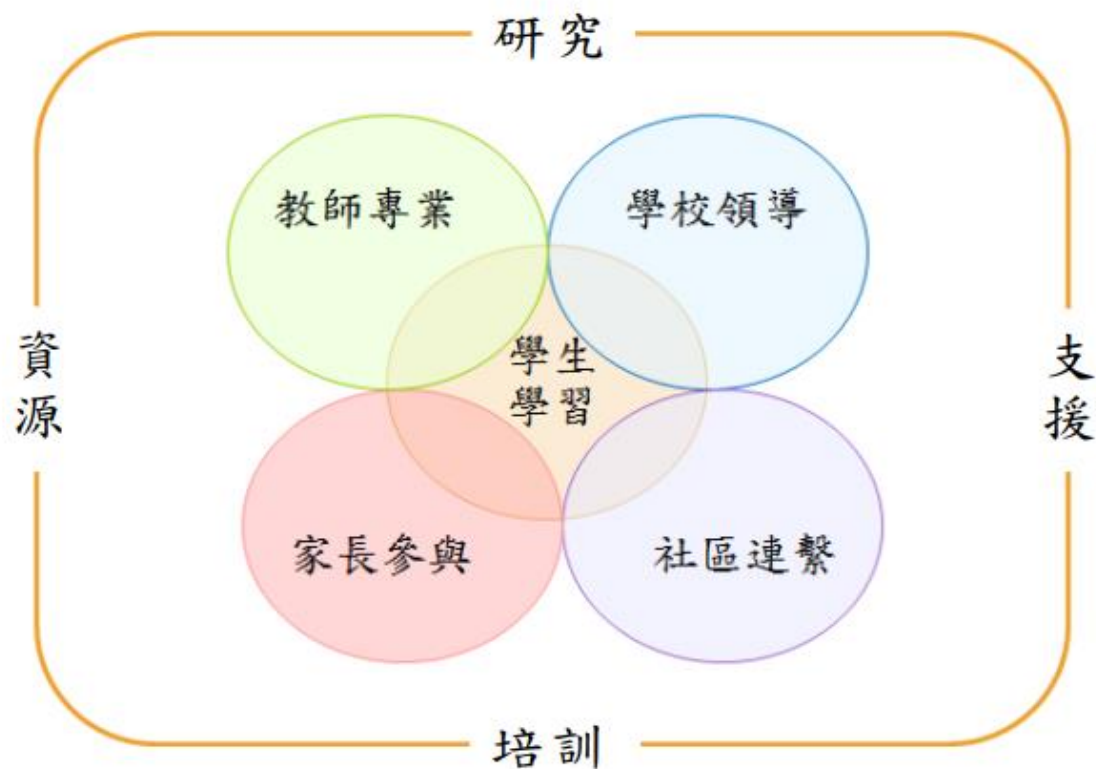 研究
教師專業
學校領導
資源
學生
學習
支援
家長參與
社區連繫
培訓